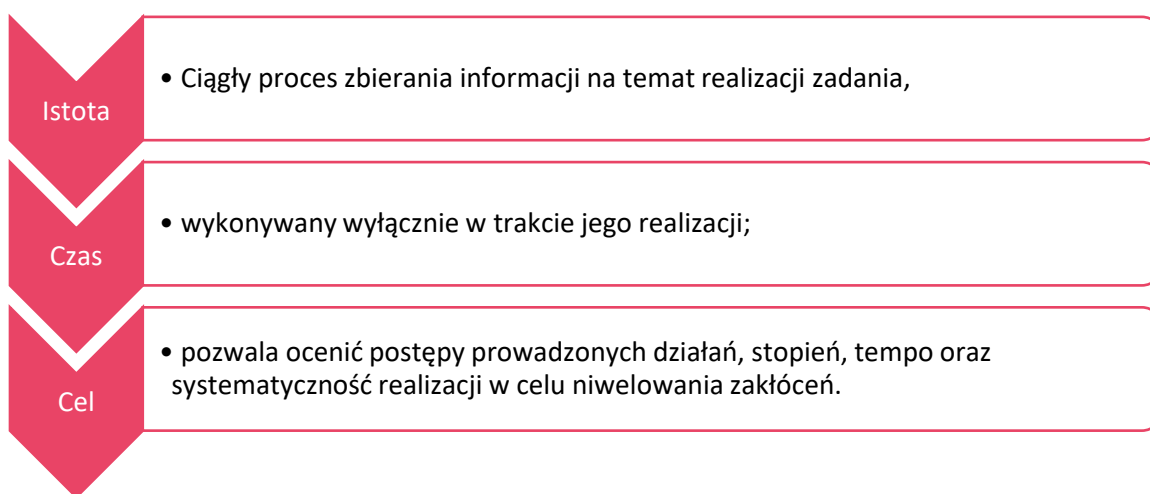 Istota
• Ciągły proces zbierania informacji na temat realizacji zadania,
Czas
• wykonywany wyłącznie w trakcie jego realizacji;
Cel
• pozwala ocenić postępy prowadzonych działań, stopień, tempo oraz
systematyczność realizacji w celu niwelowania zakłóceń.